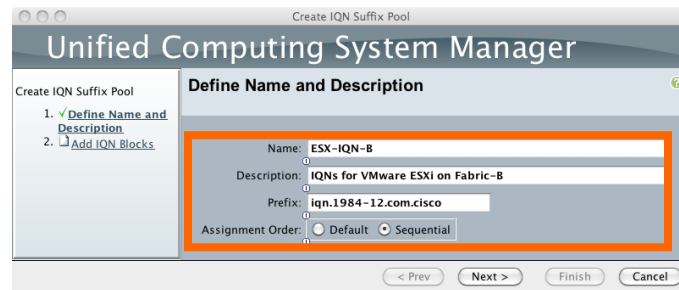 Create IQN Suffix Pool
Unified Computing System Manager
Create IQN Suffix Pool
1. √Define Name and
Description
2. Add IQN Blocks
Define Name and Description
?
Name: ESX-IQN-B
Description: IQNs for VMware ESXi on Fabric-B
Prefix: iqn.1984-12.com.cisco
Assignment Order: Default Sequential
< Prev Next > Finish Cancel